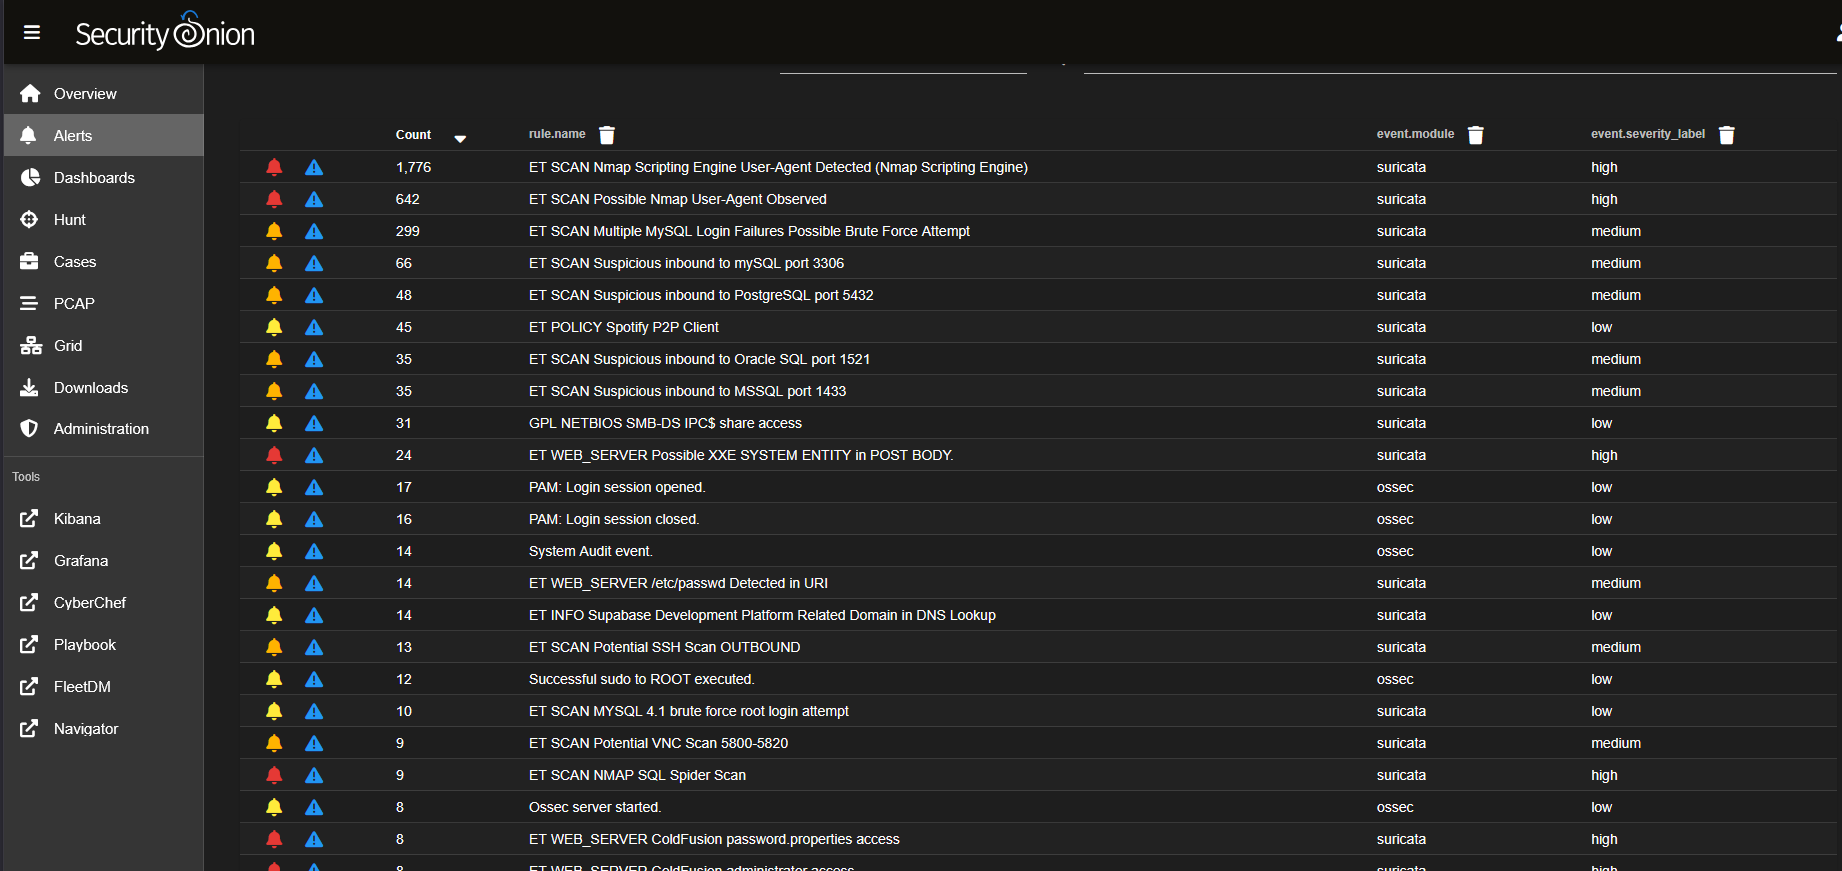 Security Onion
Overview
Alerts
Dashboards
Hunt
Cases
PCAP
Grid
Downloads
Administration
Tools
Kibana
Grafana
CyberChef
Playbook
FleetDM
Navigator
Count rule.name event.module event.severity_label
1,776 ET SCAN Nmap Scripting Engine User-Agent Detected (Nmap Scripting Engine) suricata high
642 ET SCAN Possible Nmap User-Agent Observed suricata high
299 ET SCAN Multiple MySQL Login Failures Possible Brute Force Attempt suricata medium
66 ET SCAN Suspicious inbound to mySQL port 3306 suricata medium
48 ET SCAN Suspicious inbound to PostgreSQL port 5432 suricata medium
45 ET POLICY Spotify P2P Client suricata low
35 ET SCAN Suspicious inbound to Oracle SQL port 1521 suricata medium
35 ET SCAN Suspicious inbound to MSSQL port 1433 suricata medium
31 GPL NETBIOS SMB-DS IPC$ share access suricata low
24 ET WEB_SERVER Possible XXE SYSTEM ENTITY in POST BODY. suricata high
17 PAM: Login session opened. ossec low
16 PAM: Login session closed. ossec low
14 System Audit event. ossec low
14 ET WEB_SERVER /etc/passwd Detected in URI suricata medium
14 ET INFO Supabase Development Platform Related Domain in DNS Lookup suricata low
13 ET SCAN Potential SSH Scan OUTBOUND suricata medium
12 Successful sudo to ROOT executed. ossec low
10 ET SCAN MYSQL 4.1 brute force root login attempt suricata low
9 ET SCAN Potential VNC Scan 5800-5820 suricata medium
9 ET SCAN NMAP SQL Spider Scan suricata high
8 Ossec server started. ossec low
8 ET WEB_SERVER ColdFusion password.properties access suricata high
8 ET WEB_SERVER ColdFusion administrator access suricata high